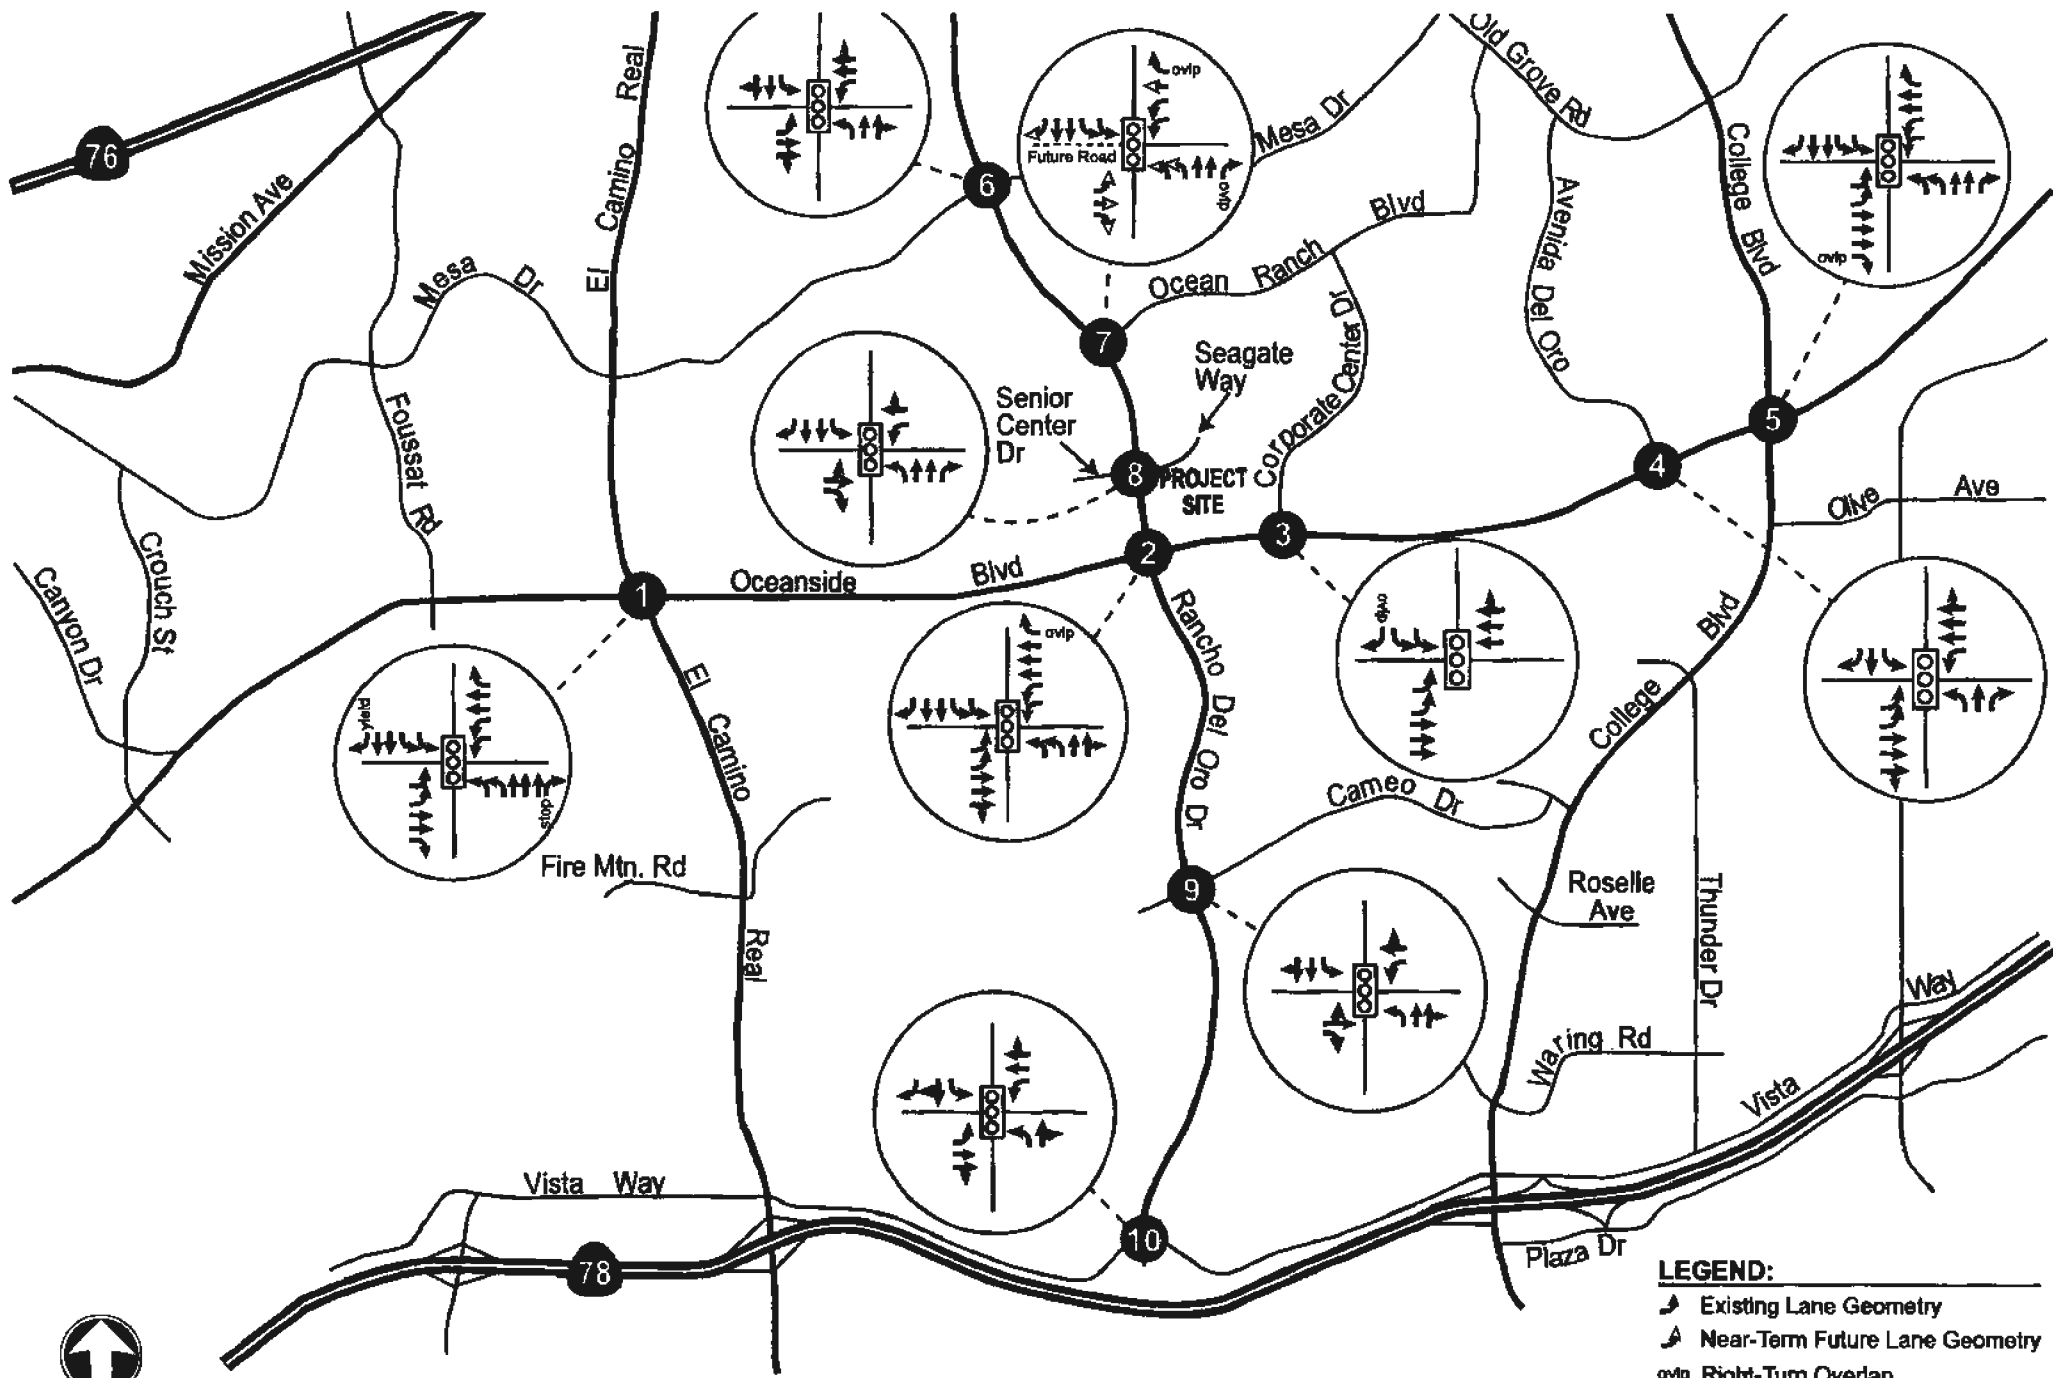 76
Mission Ave
El Camino Real
Mesa Dr
Foussat Rd
Crouch St
Canyon Dr
6
ovlp
Future Road
ovlp
Mesa Dr
Old Grove Rd
College Blvd
ovlp
Ocean Ranch Blvd
7
Seagate
Way
Senior
Center
Dr
Corporate Center Dr
Avenida Del Oro
8
PROJECT
SITE
5
4
3
2
1
Olive Ave
Oceanside Blvd
ovlp
ovlp
yield
stop
El Camino Real
Rancho Del Oro Dr
College Blvd
Cameo Dr
Fire Mtn. Rd
9
Roselle
Ave
Thunder Dr
Waring Rd
Vista Way
Vista Way
10
78
Plaza Dr
LEGEND:
Existing Lane Geometry
Near-Term Future Lane Geometry
ovlp Right-Turn Overlap